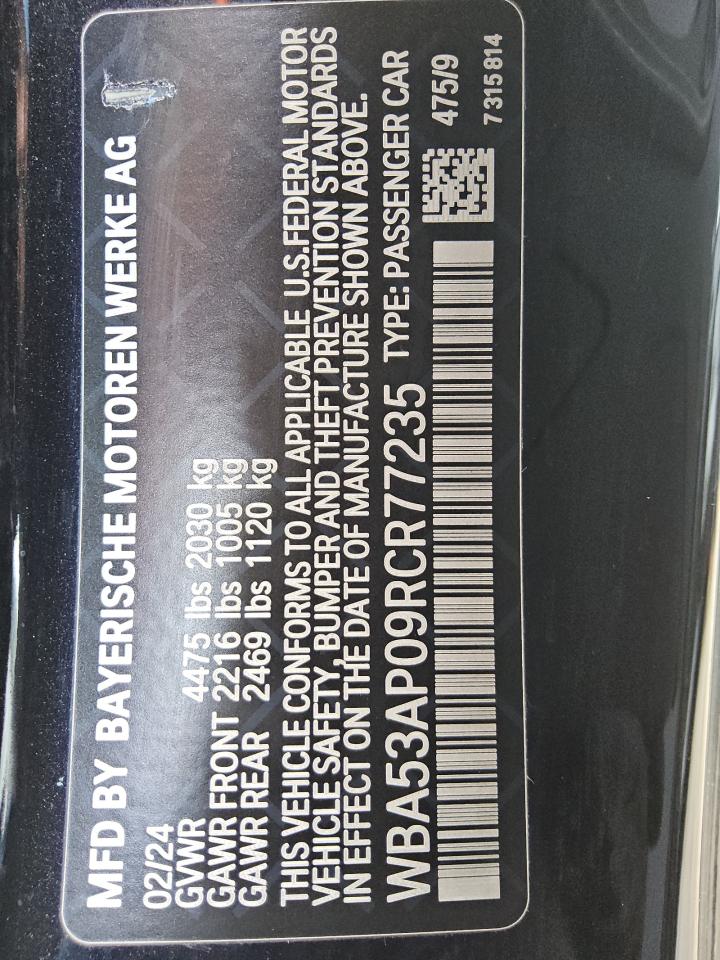 MFD BY BAYERISCHE MOTOREN WERKE AG
02/24
GVWR 4475 lbs 2030 kg
GAWR FRONT 2216 lbs 1005 kg
GAWR REAR 2469 lbs 1120 kg
THIS VEHICLE CONFORMS TO ALL APPLICABLE U.S.FEDERAL MOTOR
VEHICLE SAFETY, BUMPER AND THEFT PREVENTION STANDARDS
IN EFFECT ON THE DATE OF MANUFACTURE SHOWN ABOVE.
WBA53AP09RCR77235 TYPE: PASSENGER CAR
475/9
7315814